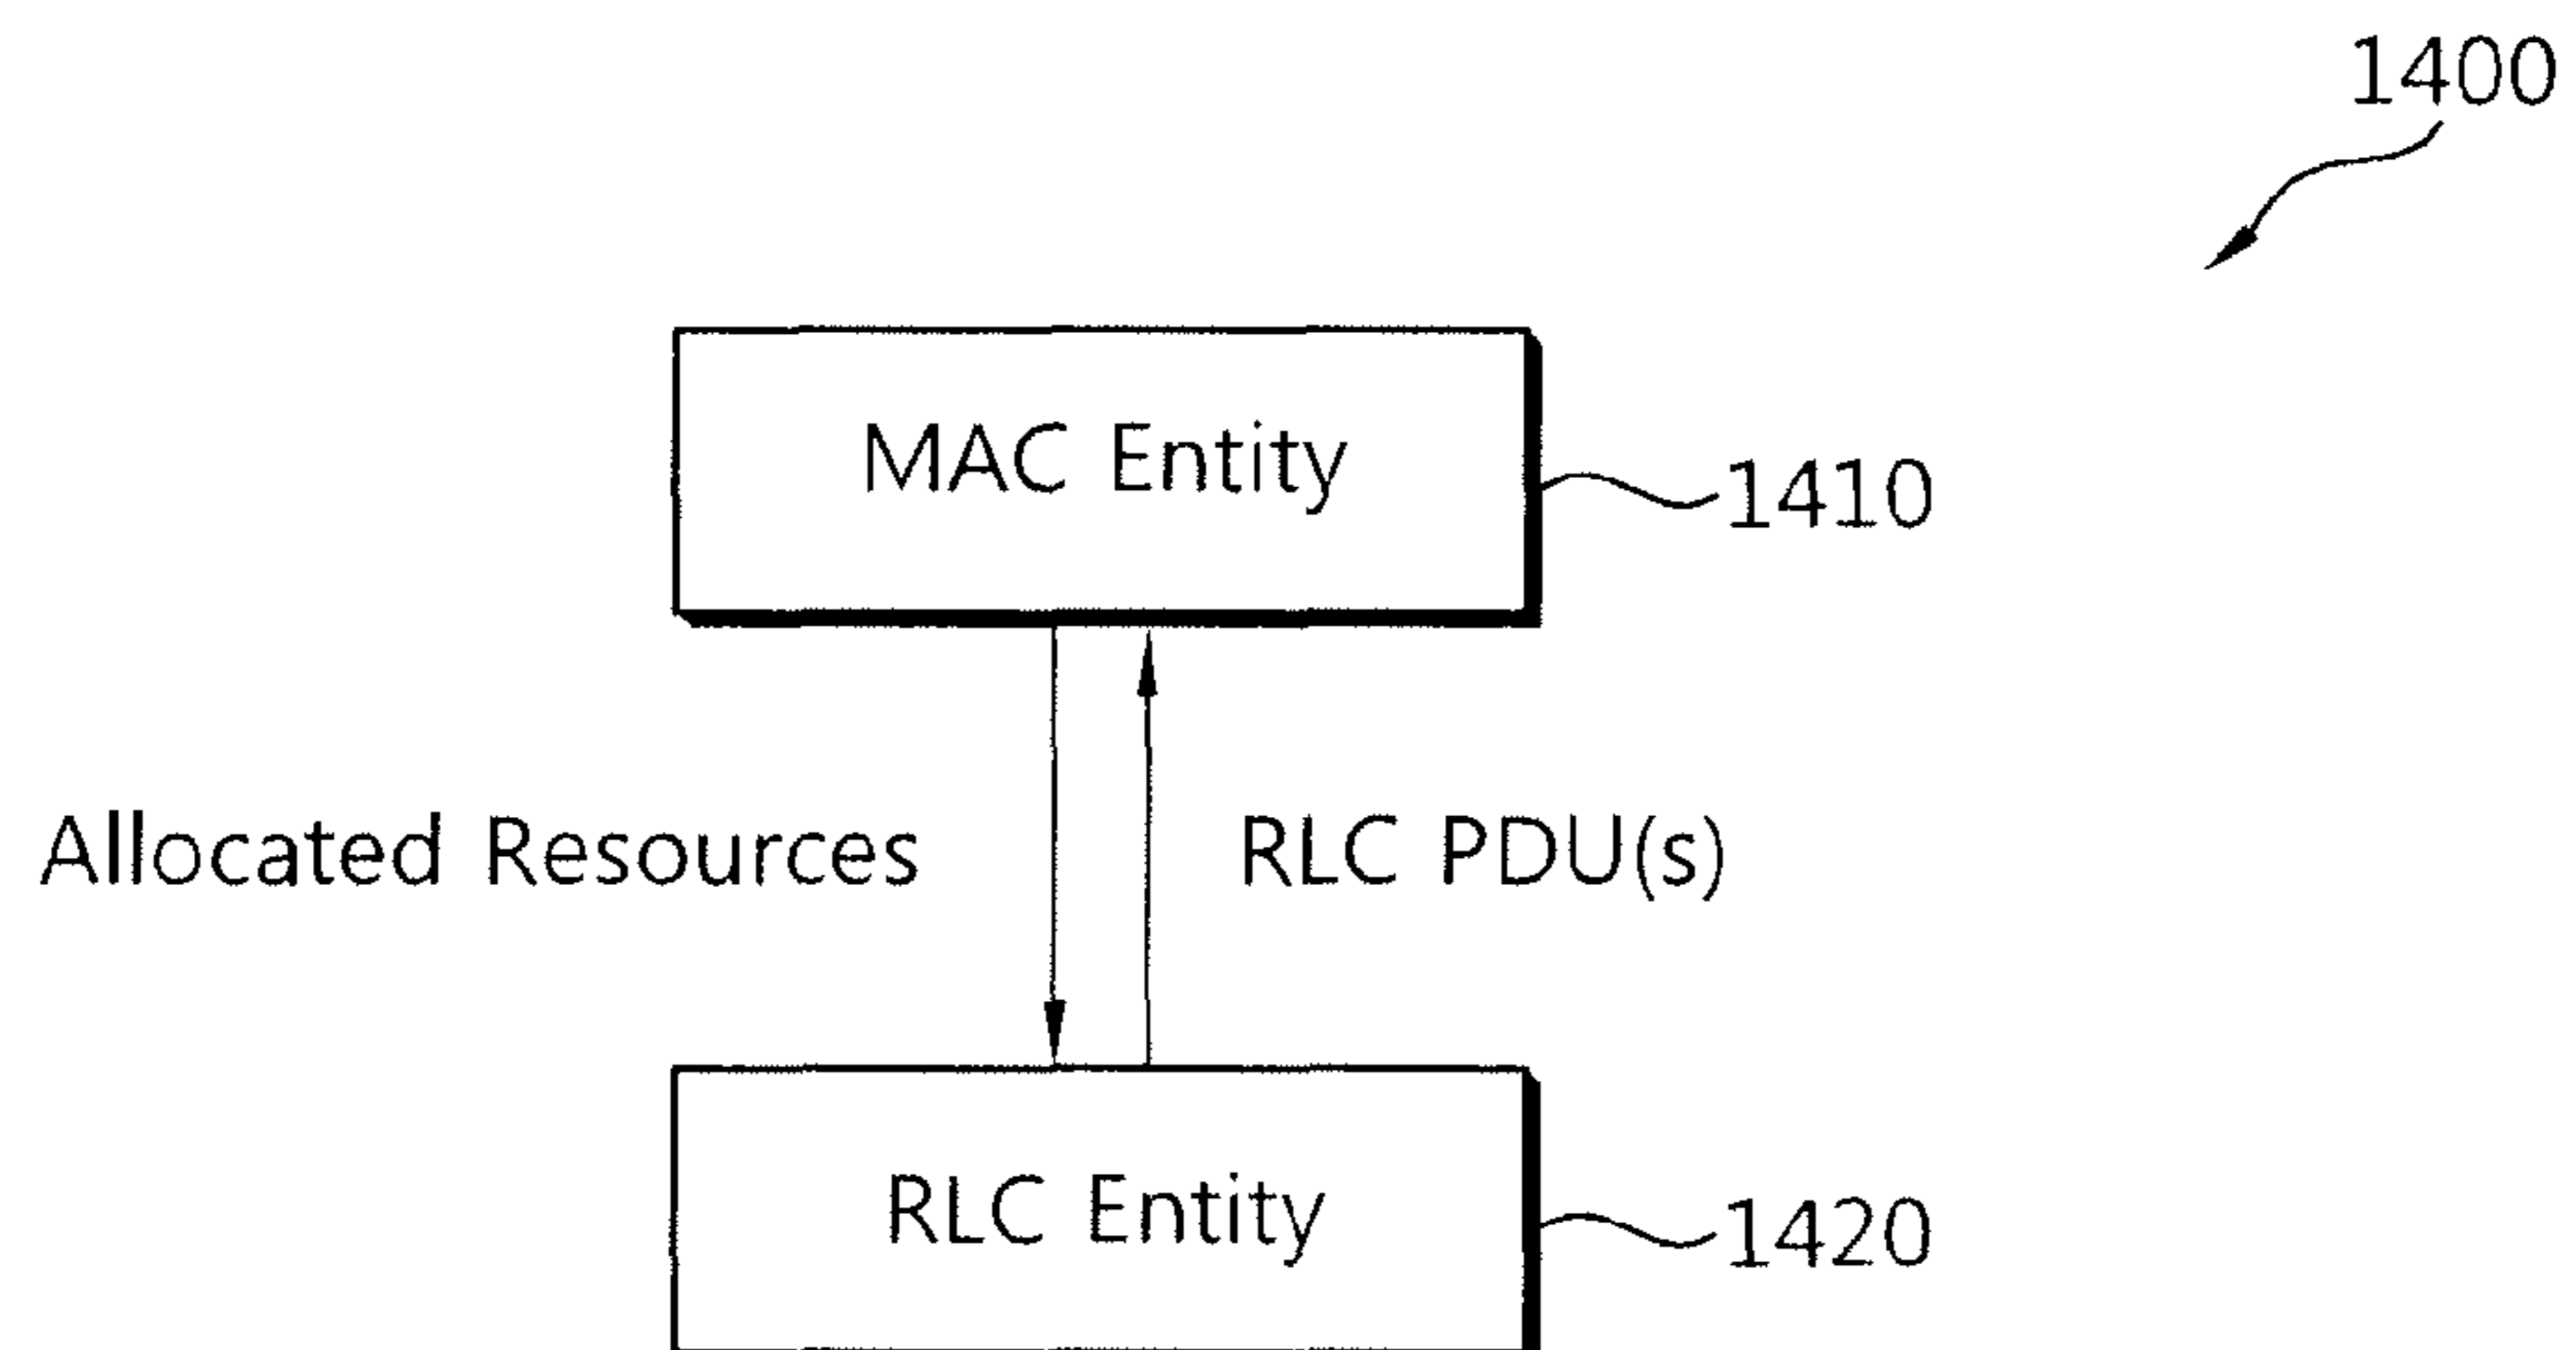 1400
MAC Entity
1410
Allocated Resources
RLC PDU(s)
RLC Entity
1420